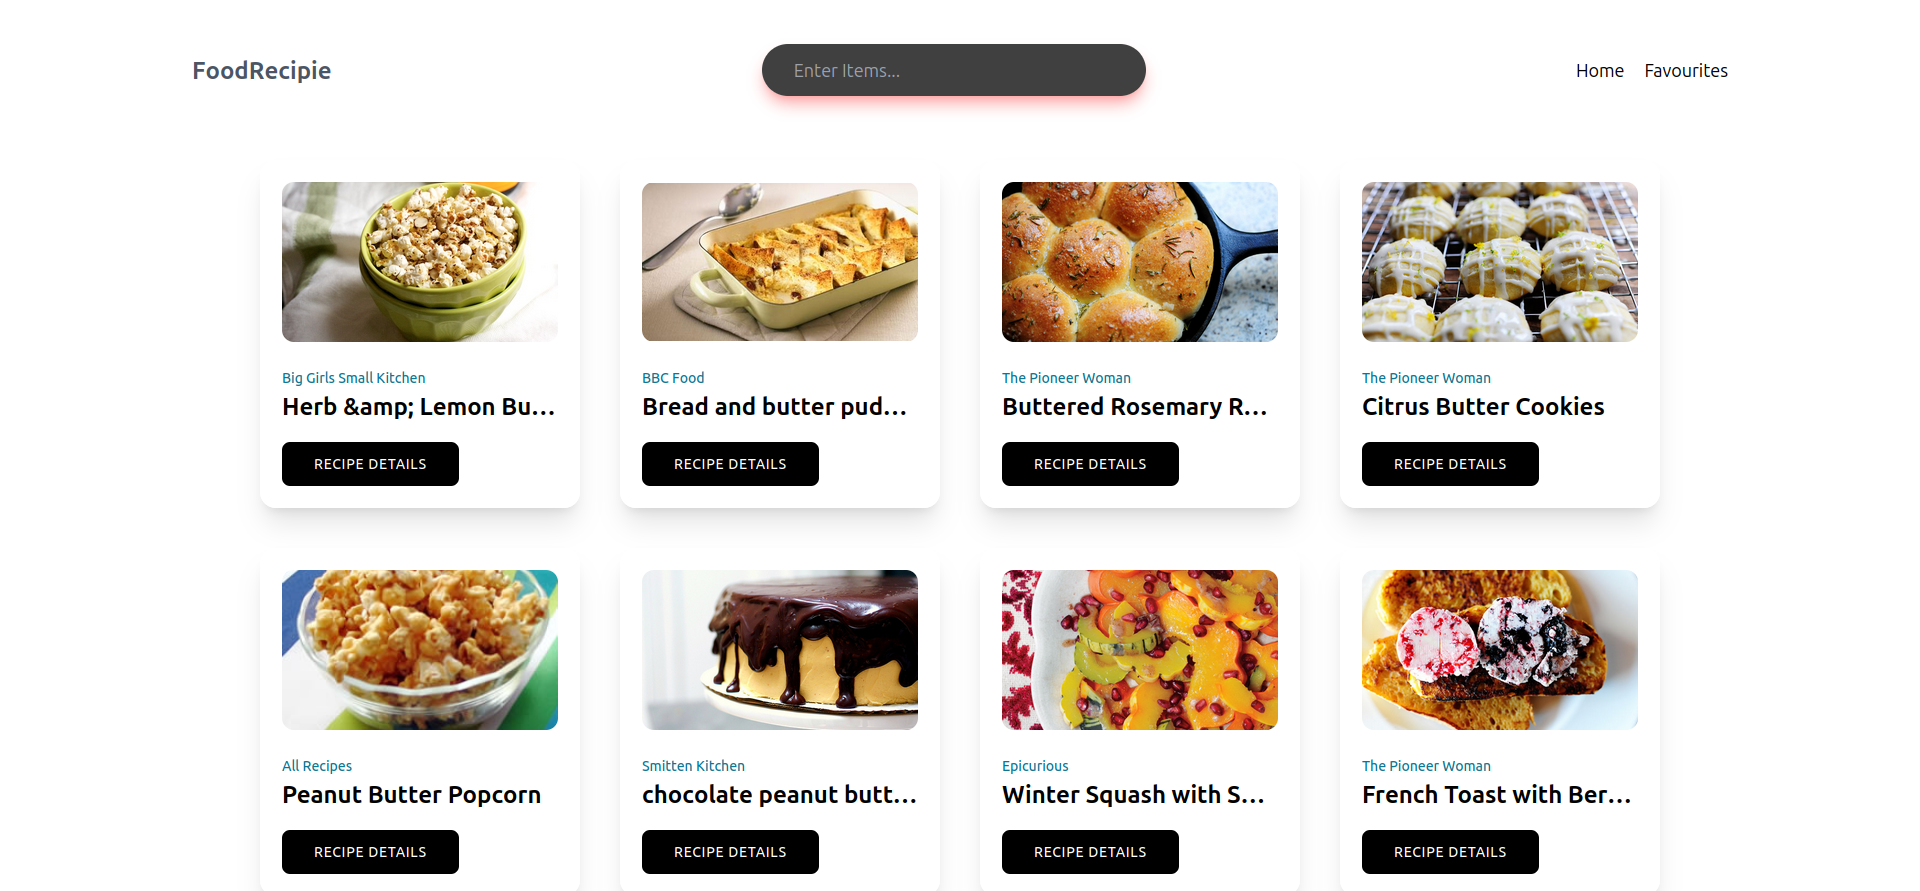 FoodRecipie
Enter Items...
Home Favourites
Big Girls Small Kitchen
Herb &amp; Lemon Bu...
RECIPE DETAILS
BBC Food
Bread and butter pud...
RECIPE DETAILS
The Pioneer Woman
Buttered Rosemary R...
RECIPE DETAILS
The Pioneer Woman
Citrus Butter Cookies
RECIPE DETAILS
All Recipes
Peanut Butter Popcorn
RECIPE DETAILS
Smitten Kitchen
chocolate peanut butt...
RECIPE DETAILS
Epicurious
Winter Squash with S...
RECIPE DETAILS
The Pioneer Woman
French Toast with Ber...
RECIPE DETAILS